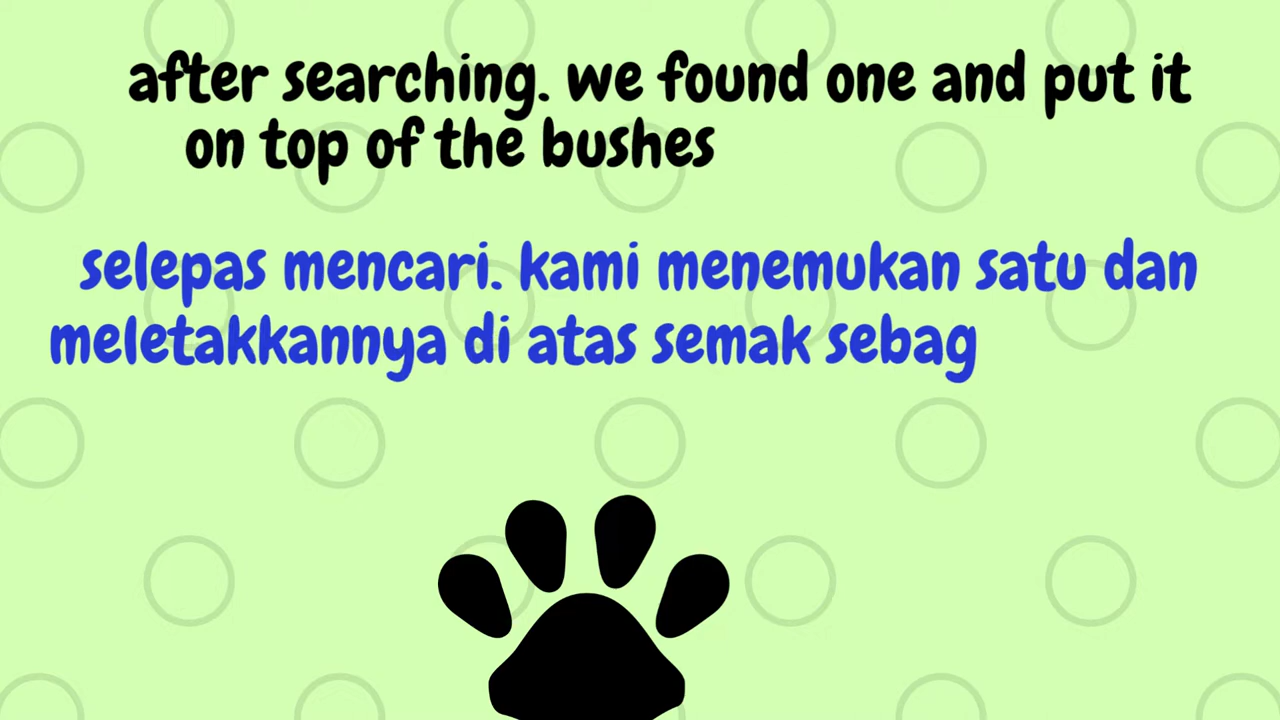 after searching. we found one and put it
on top of the bushes
selepas mencari. kami menemukan satu dan
meletakkannya di atas semak sebag